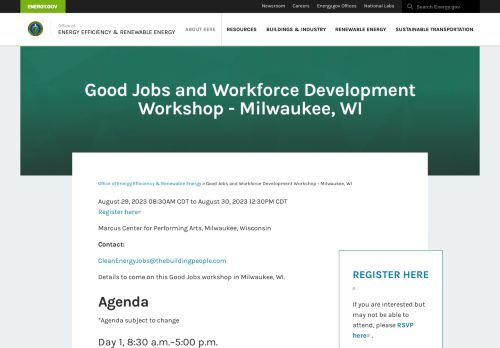 ENERGY.GOV
Newsroom Careers Energy.gov Offices National Labs Search Energy.gov
Office of
ENERGY EFFICIENCY & RENEWABLE ENERGY
ABOUT EERE RESOURCES BUILDINGS & INDUSTRY RENEWABLE ENERGY SUSTAINABLE TRANSPORTATION
Good Jobs and Workforce Development
Workshop - Milwaukee, WI
Office of Energy Efficiency & Renewable Energy » Good Jobs and Workforce Development Workshop - Milwaukee, WI
August 29, 2023 08:30AM CDT to August 30, 2023 12:30PM CDT
Register here
Marcus Center for Performing Arts, Milwaukee, Wisconsin
Contact:
CleanEnergyJobs@thebuildingpeople.com
Details to come on this Good Jobs workshop in Milwaukee, WI.
Agenda
*Agenda subject to change
Day 1, 8:30 a.m.–5:00 p.m.
REGISTER HERE
If you are interested but
may not be able to
attend, please RSVP
here .